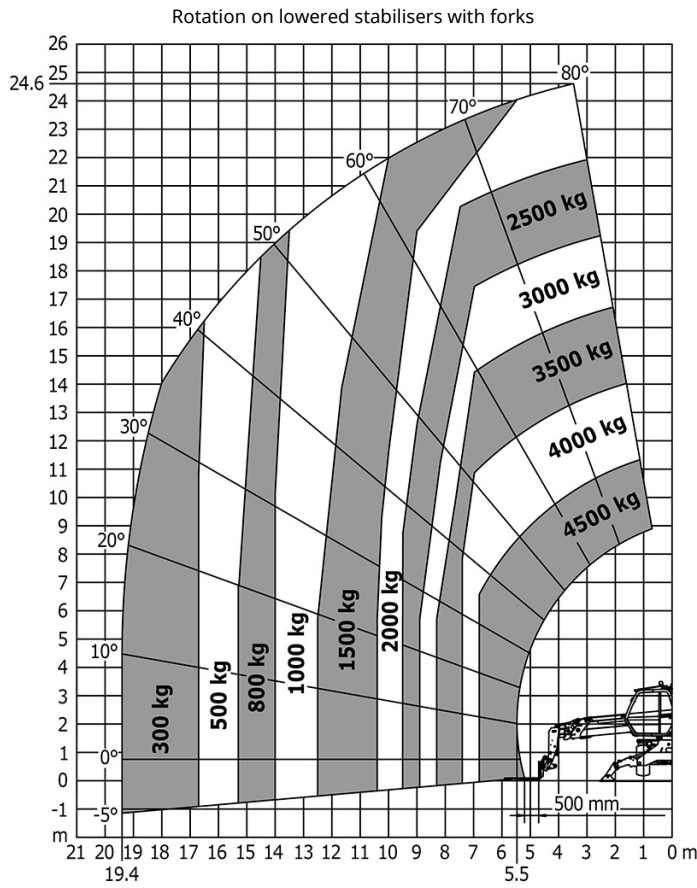 Rotation on lowered stabilisers with forks
26
25
24.6
24
23
22
21
20
19
18
17
16
15
14
13
12
11
10
9
8
7
6
5
4
3
2
1
0
-1
m
80°
70°
60°
50°
40°
30°
20°
10°
0°
-5°
2500 kg
3000 kg
3500 kg
4000 kg
4500 kg
300 kg
500 kg
800 kg
1000 kg
1500 kg
2000 kg
500 mm
21 20 19 18 17 16 15 14 13 12 11 10 9 8 7 6 5 4 3 2 1 0 m
19.4 5.5